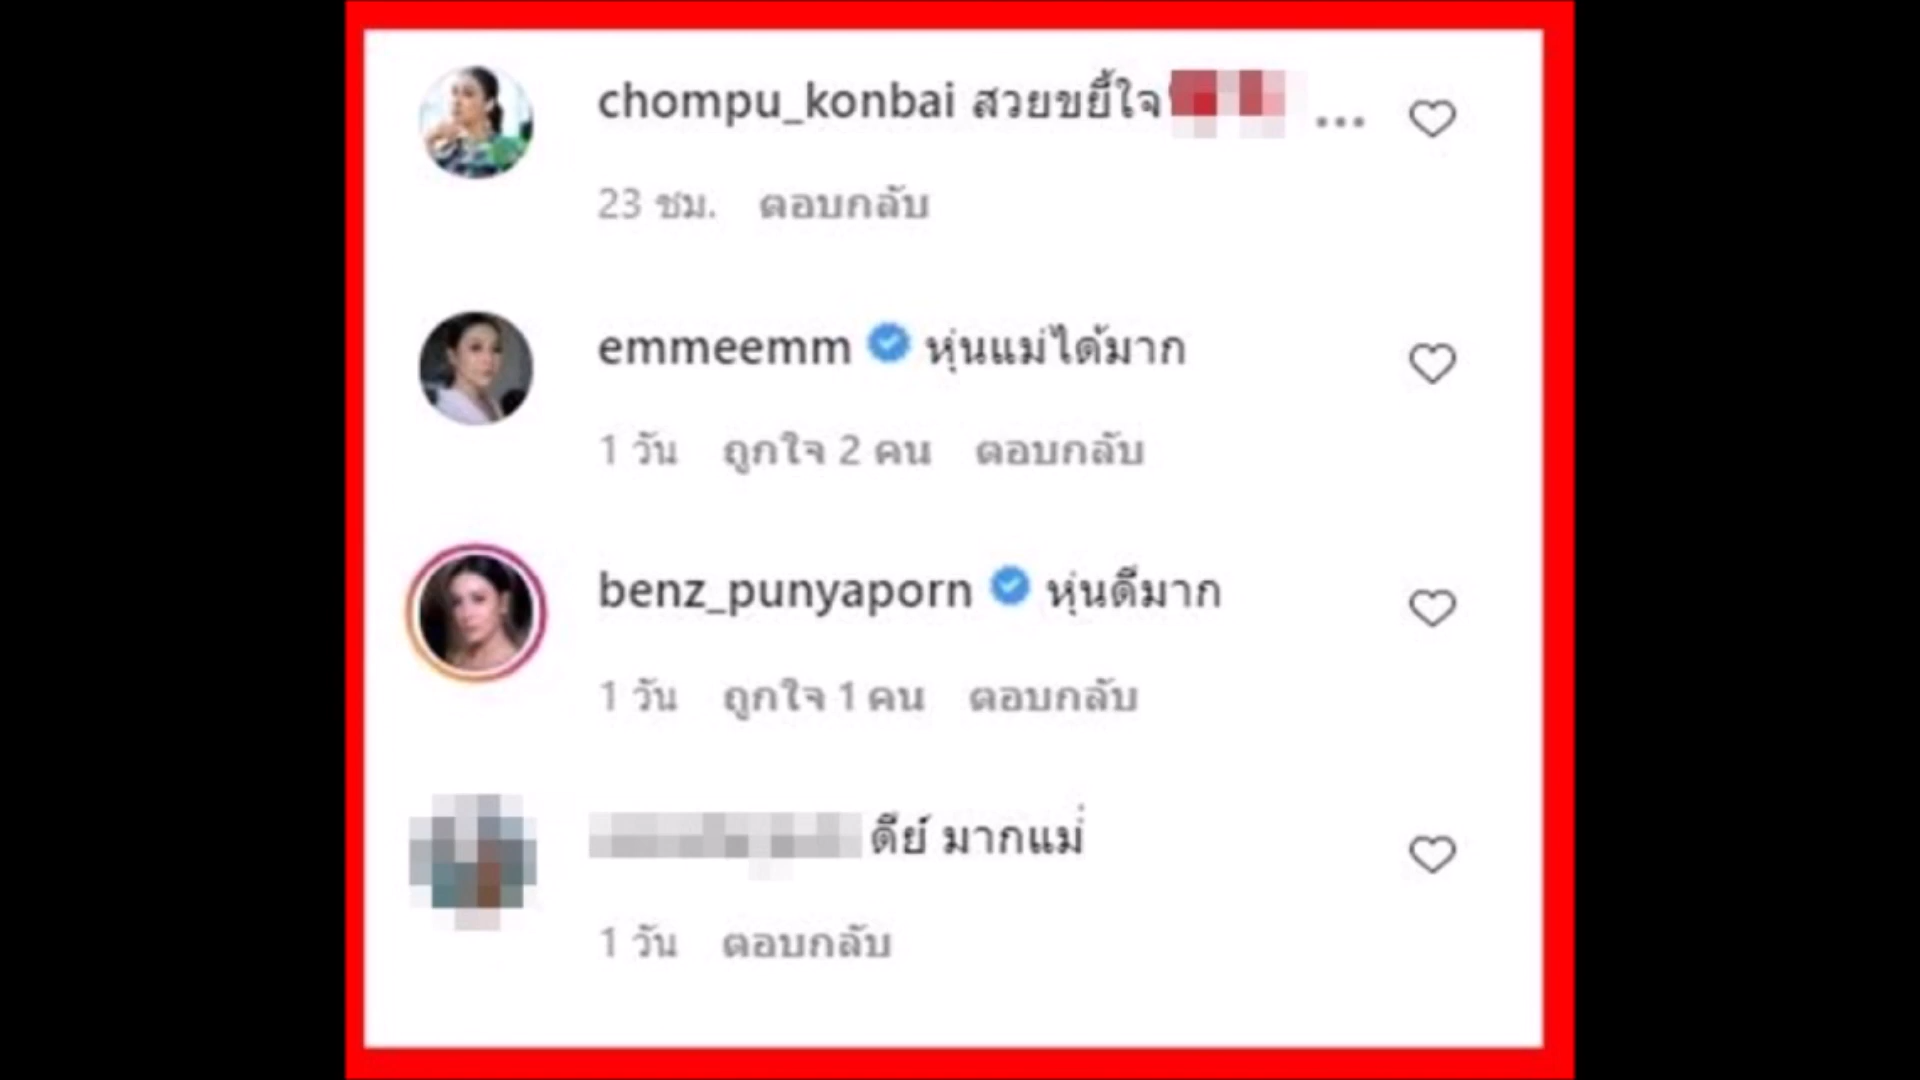 chompu_konbai สวยขยี้ใจ ...
23 ชม. ตอบกลับ
emmeemm หุ่นแม่ได้มาก
1 วัน ถูกใจ 2 คน ตอบกลับ
benz_punyaporn หุ่นดีมาก
1 วัน ถูกใจ 1 คน ตอบกลับ
ดีย์ มากแม่
1 วัน ตอบกลับ